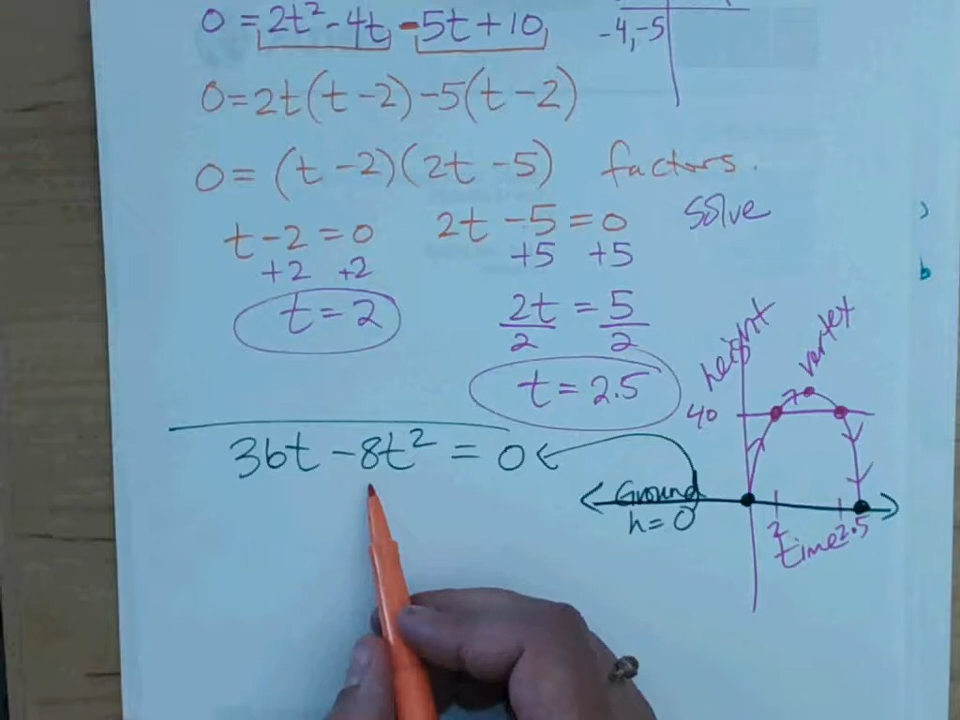 0 = 2t² - 4t - 5t + 10
-4, -5
0 = 2t(t - 2) - 5(t - 2)
0 = (t - 2)(2t - 5) factors.
solve
t - 2 = 0 2t - 5 = 0
+2 +2 +5 +5
t = 2 2t = 5
2 2
t = 2.5
height
vertex
40
36t - 8t² = 0
Ground
h = 0
2 2.5
time
b